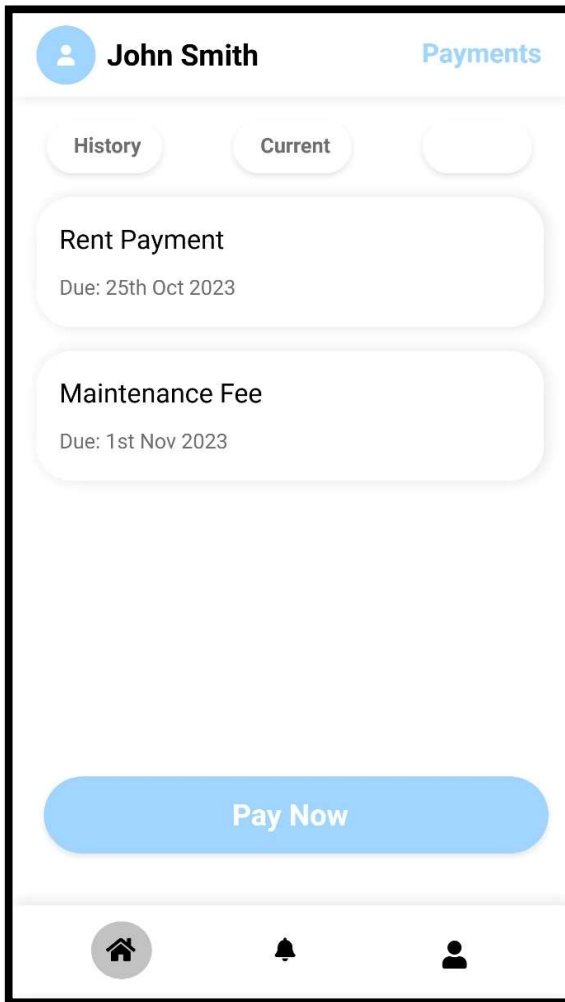 John Smith
Payments
History
Current
Rent Payment
Due: 25th Oct 2023
Maintenance Fee
Due: 1st Nov 2023
Pay Now